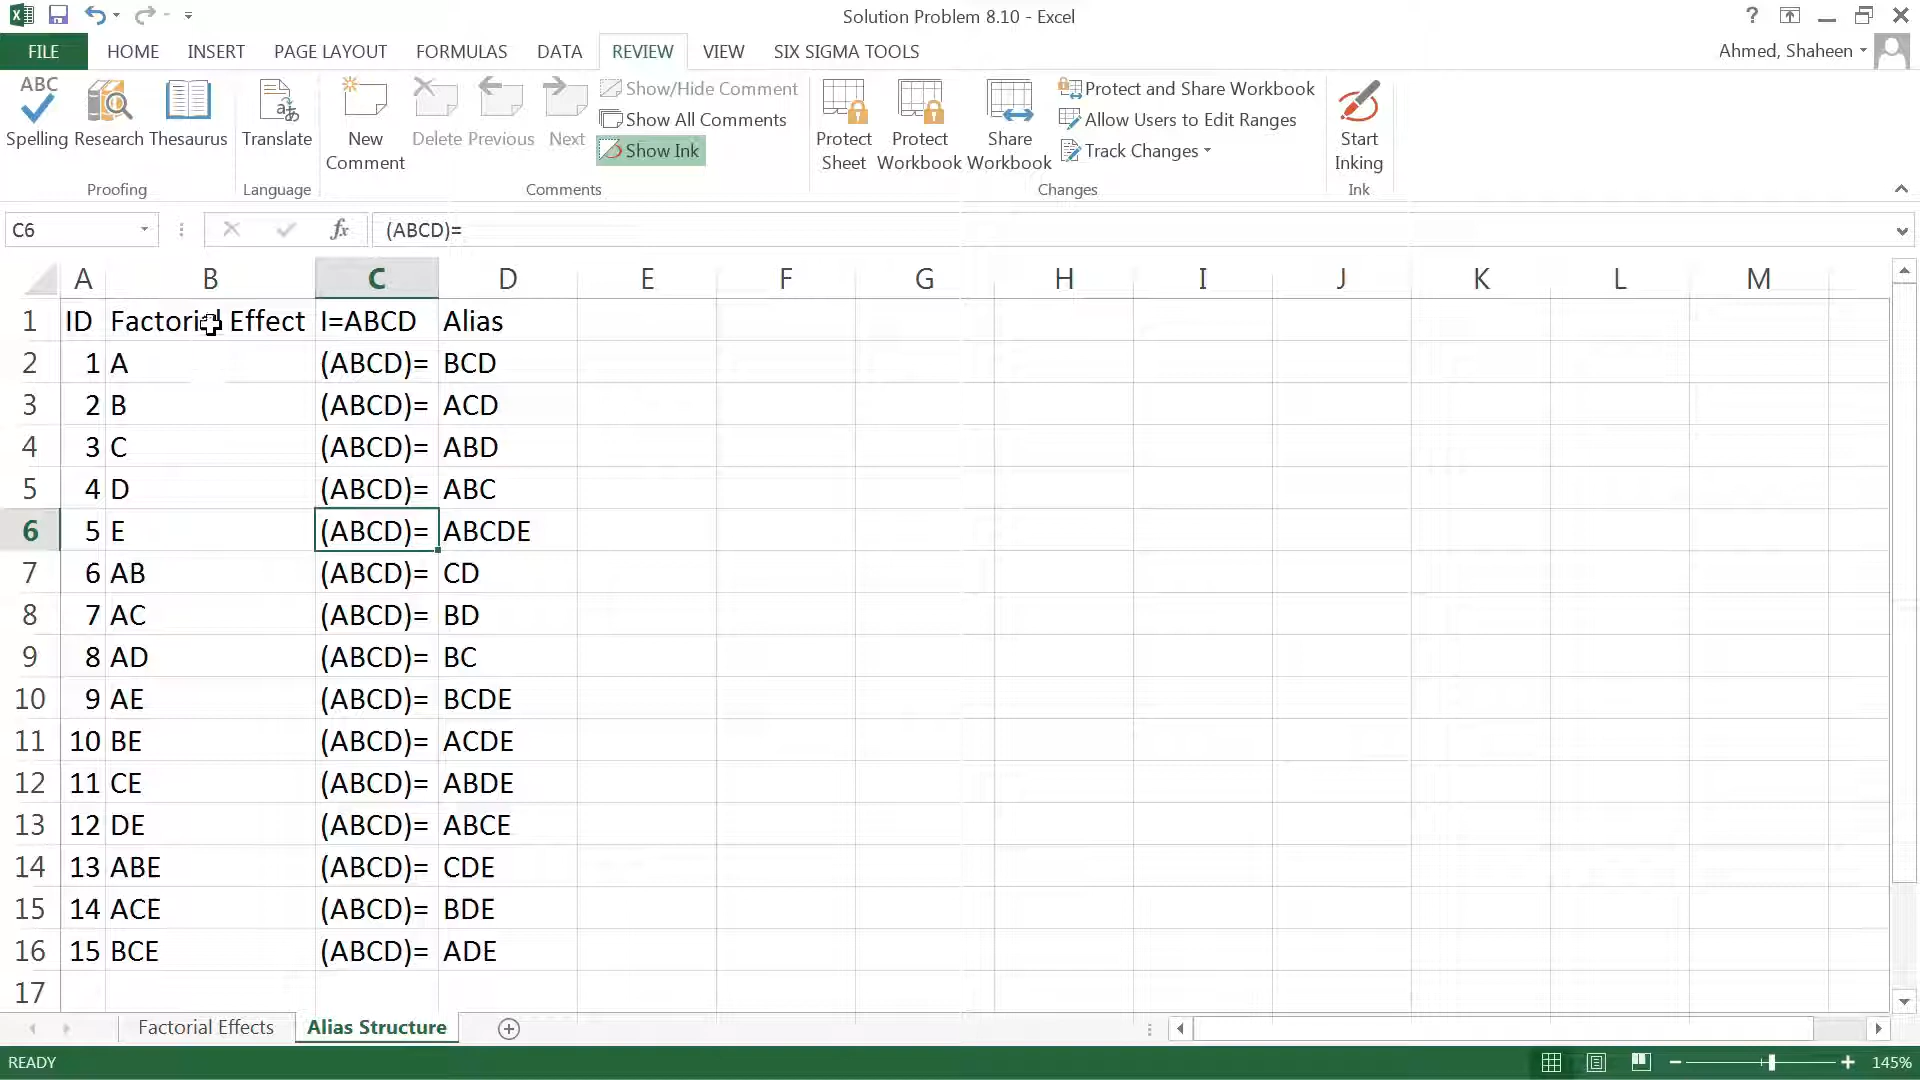 Solution Problem 8.10 - Excel
?
FILE HOME INSERT PAGE LAYOUT FORMULAS DATA REVIEW VIEW SIX SIGMA TOOLS
Ahmed, Shaheen
ABC
Spelling Research Thesaurus
Proofing
Translate
Language
New Comment
Delete Previous Next
Show/Hide Comment
Show All Comments
Show Ink
Comments
Protect Sheet
Protect Workbook
Share Workbook
Protect and Share Workbook
Allow Users to Edit Ranges
Track Changes
Changes
Start Inking
Ink
C6 fx (ABCD)=
A B C D E F G H I J K L M
1 ID Factorial Effect I=ABCD Alias
2 1 A (ABCD)= BCD
3 2 B (ABCD)= ACD
4 3 C (ABCD)= ABD
5 4 D (ABCD)= ABC
6 5 E (ABCD)= ABCDE
7 6 AB (ABCD)= CD
8 7 AC (ABCD)= BD
9 8 AD (ABCD)= BC
10 9 AE (ABCD)= BCDE
11 10 BE (ABCD)= ACDE
12 11 CE (ABCD)= ABDE
13 12 DE (ABCD)= ABCE
14 13 ABE (ABCD)= CDE
15 14 ACE (ABCD)= BDE
16 15 BCE (ABCD)= ADE
17
Factorial Effects Alias Structure
READY
145%